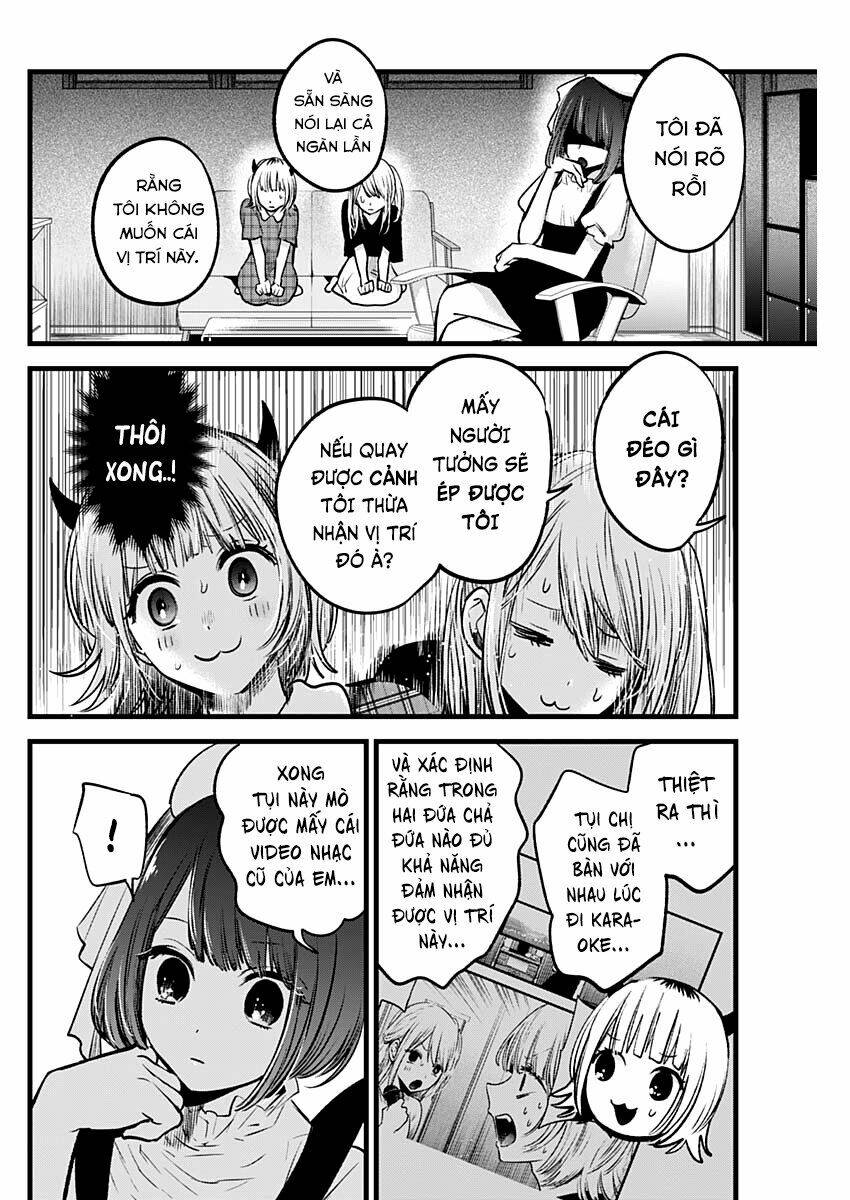 TÔI ĐÃ
NÓI RÕ
RỒI
VÀ
SẴN SÀNG
NÓI LẠI CẢ
NGÀN LẦN
RẰNG
TÔI KHÔNG
MUỐN CÁI
VỊ TRÍ NÀY.
CÁI
ĐÉO GÌ
ĐÂY?
MẤY
NGƯỜI
TƯỞNG SẼ
ÉP ĐƯỢC
TÔI
NẾU QUAY
ĐƯỢC CẢNH
TÔI THỪA
NHẬN VỊ TRÍ
ĐÓ À?
THÔI
XONG..!
THIỆT
RA THÌ
...
TỤI CHỊ
CŨNG ĐÃ
BÀN VỚI
NHAU LÚC
ĐI KARA-
OKE...
VÀ XÁC ĐỊNH
RẰNG TRONG
HAI ĐỨA CHẢ
ĐỨA NÀO ĐỦ
KHẢ NĂNG
ĐẢM NHẬN
ĐƯỢC VỊ TRÍ
NÀY...
XONG
TỤI NÀY MÒ
ĐƯỢC MẤY CÁI
VIDEO NHẠC
CŨ CỦA EM...
!